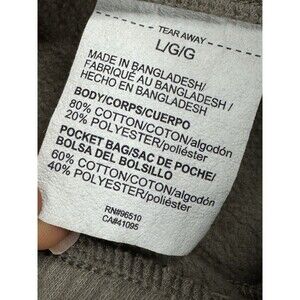 TEAR AWAY
L/G/G
MADE IN BANGLADESH/
FABRIQUÉ AU BANGLADESH/
HECHO EN BANGLADESH
BODY/CORPS/CUERPO
80% COTTON/COTON/algodón
20% POLYESTER/poliéster
POCKET BAG/SAC DE POCHE/
BOLSA DEL BOLSILLO
60% COTTON/COTON/algodón
40% POLYESTER/poliéster
RN#96510
CA#41095